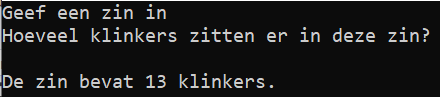 Geef een zin in
Hoeveel klinkers zitten er in deze zin?
De zin bevat 13 klinkers.